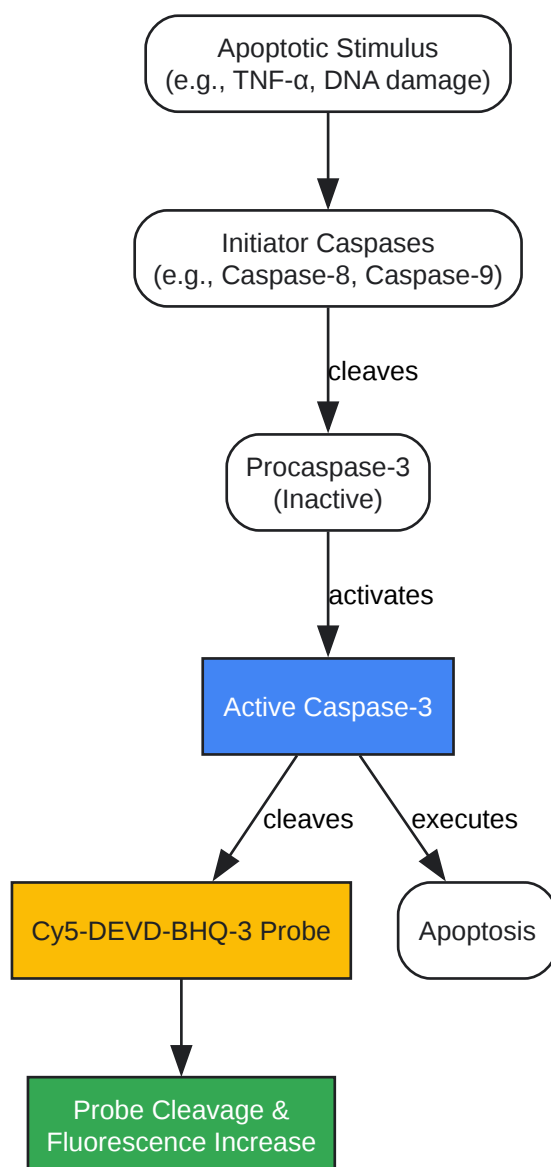 Apoptotic Stimulus
(e.g., TNF-α, DNA damage)
Initiator Caspases
(e.g., Caspase-8, Caspase-9)
cleaves
Procaspase-3
(Inactive)
activates
Active Caspase-3
cleaves
executes
Cy5-DEVD-BHQ-3 Probe
Apoptosis
Probe Cleavage &
Fluorescence Increase